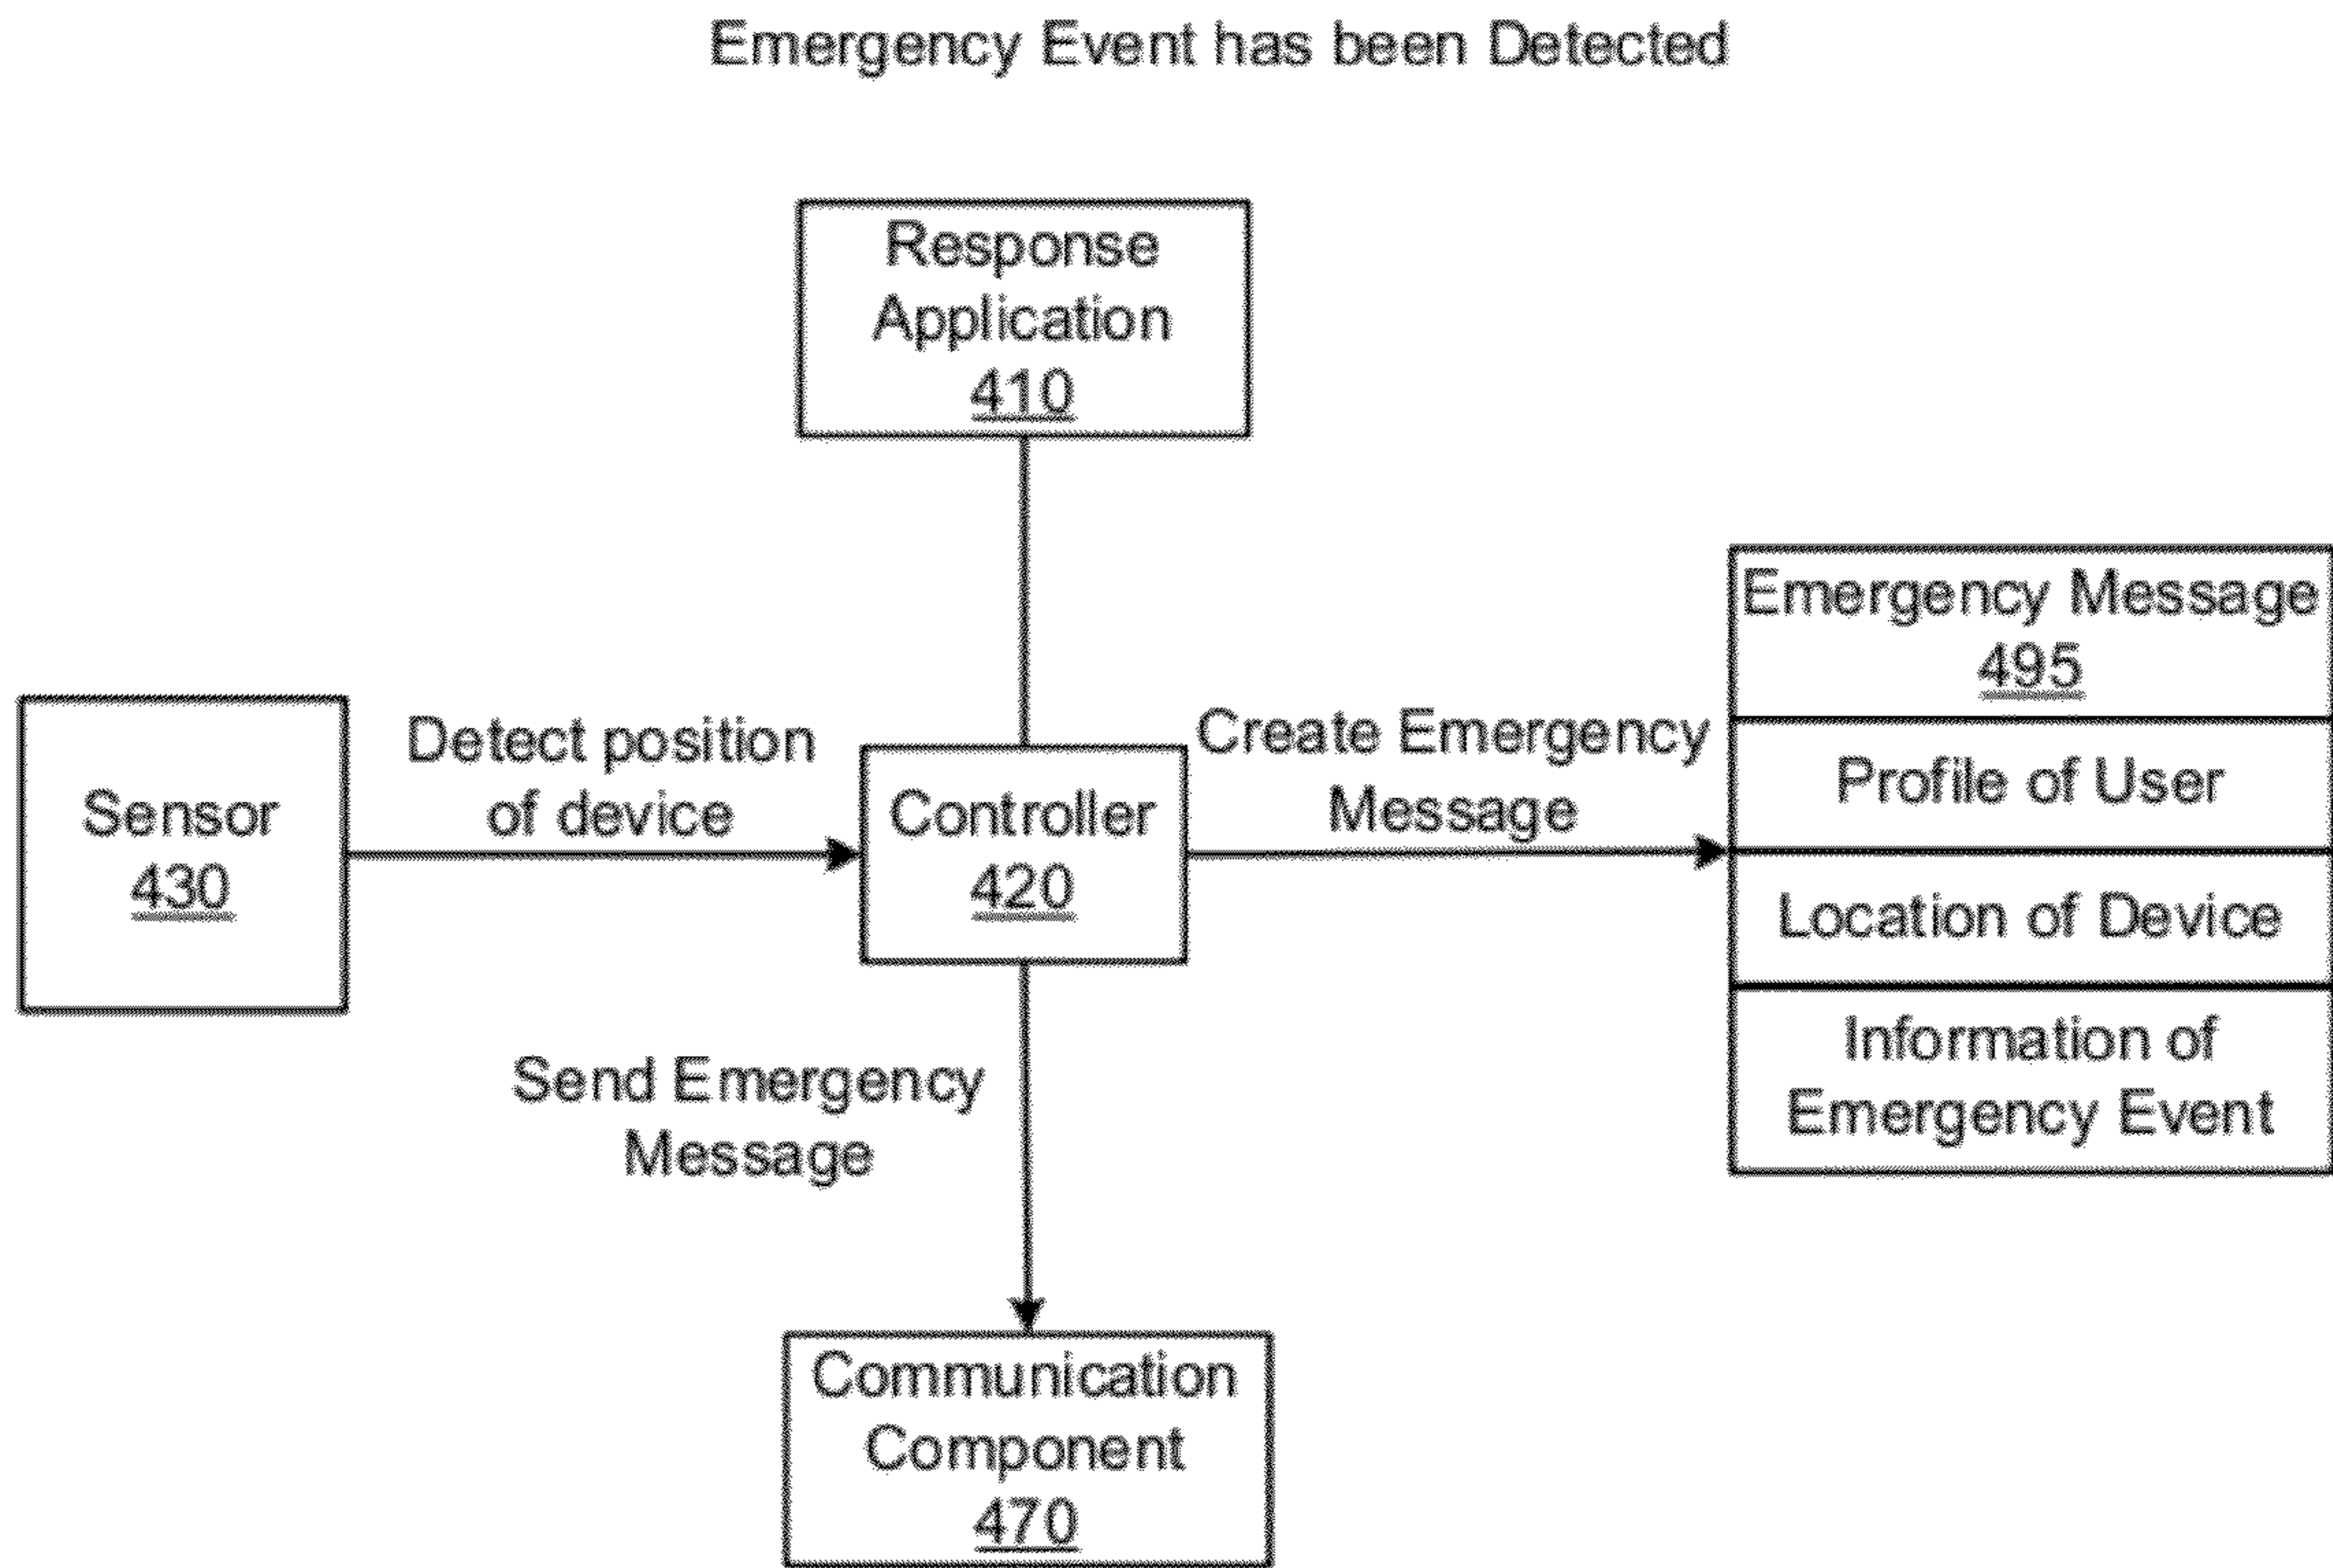 Emergency Event has been Detected
Response
Application
410
Sensor
430
Detect position
of device
Controller
420
Create Emergency
Message
Emergency Message
495
Profile of User
Location of Device
Information of
Emergency Event
Send Emergency
Message
Communication
Component
470